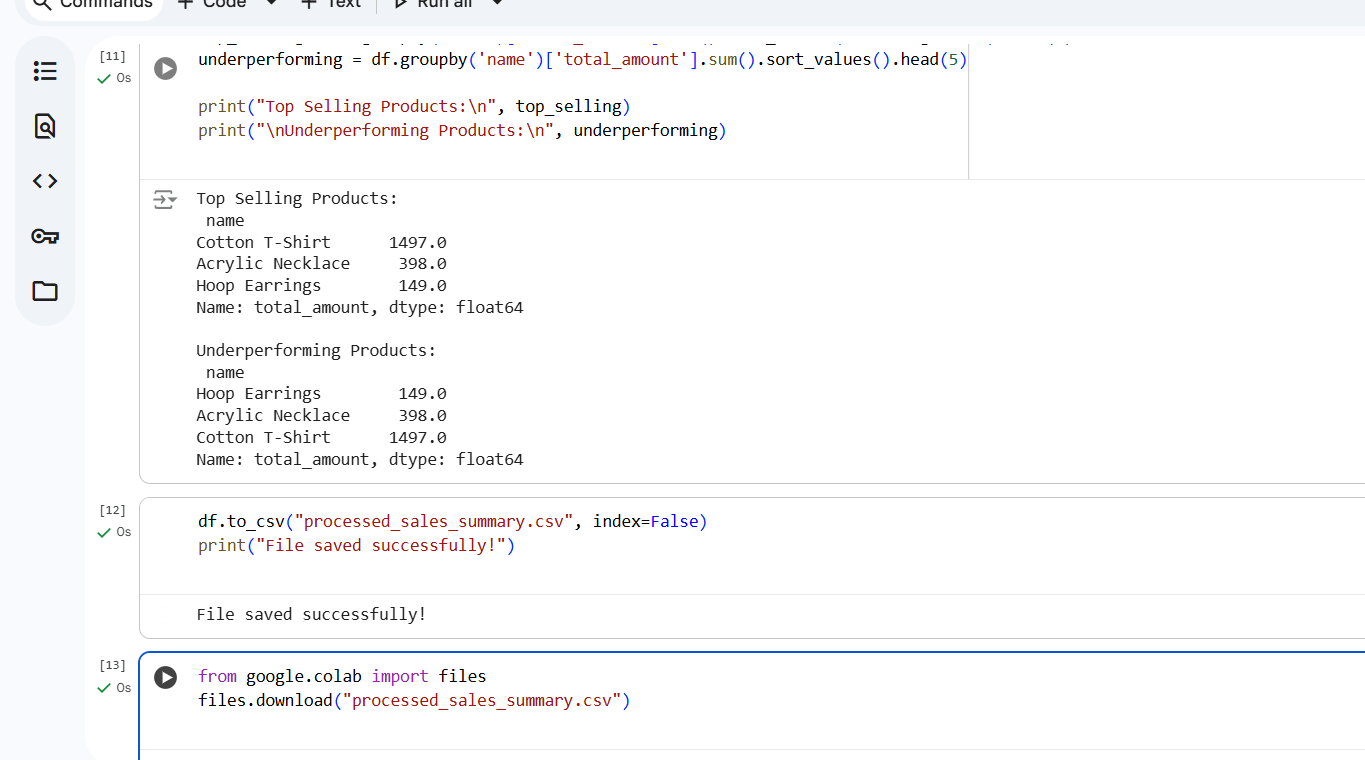 Commands + Code + Text Run all
[11]
0s
underperforming = df.groupby('name')['total_amount'].sum().sort_values().head(5)
print("Top Selling Products:\n", top_selling)
print("\nUnderperforming Products:\n", underperforming)
Top Selling Products:
name
Cotton T-Shirt 1497.0
Acrylic Necklace 398.0
Hoop Earrings 149.0
Name: total_amount, dtype: float64
Underperforming Products:
name
Hoop Earrings 149.0
Acrylic Necklace 398.0
Cotton T-Shirt 1497.0
Name: total_amount, dtype: float64
[12]
0s
df.to_csv("processed_sales_summary.csv", index=False)
print("File saved successfully!")
File saved successfully!
[13]
0s
from google.colab import files
files.download("processed_sales_summary.csv")